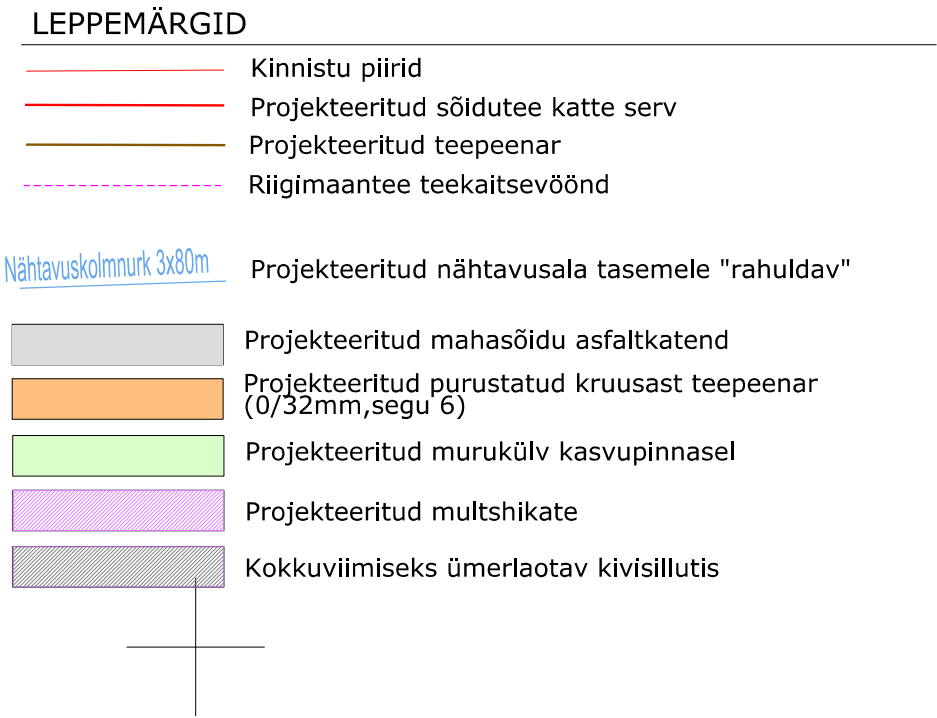 LEPPEMÄRGID
Kinnistu piirid
Projekteeritud sõidutee katte serv
Projekteeritud teepeenar
Riigimaantee teekaitsevöönd
Nähtavuskolmnurk 3x80m
Projekteeritud nähtavusala tasemele "rahuldav"
Projekteeritud mahasõidu asfaltkatend
Projekteeritud purustatud kruusast teepeenar
(0/32mm,segu 6)
Projekteeritud murukülv kasvupinnasel
Projekteeritud multshikate
Kokkuviimiseks ümerlaotav kivisillutis